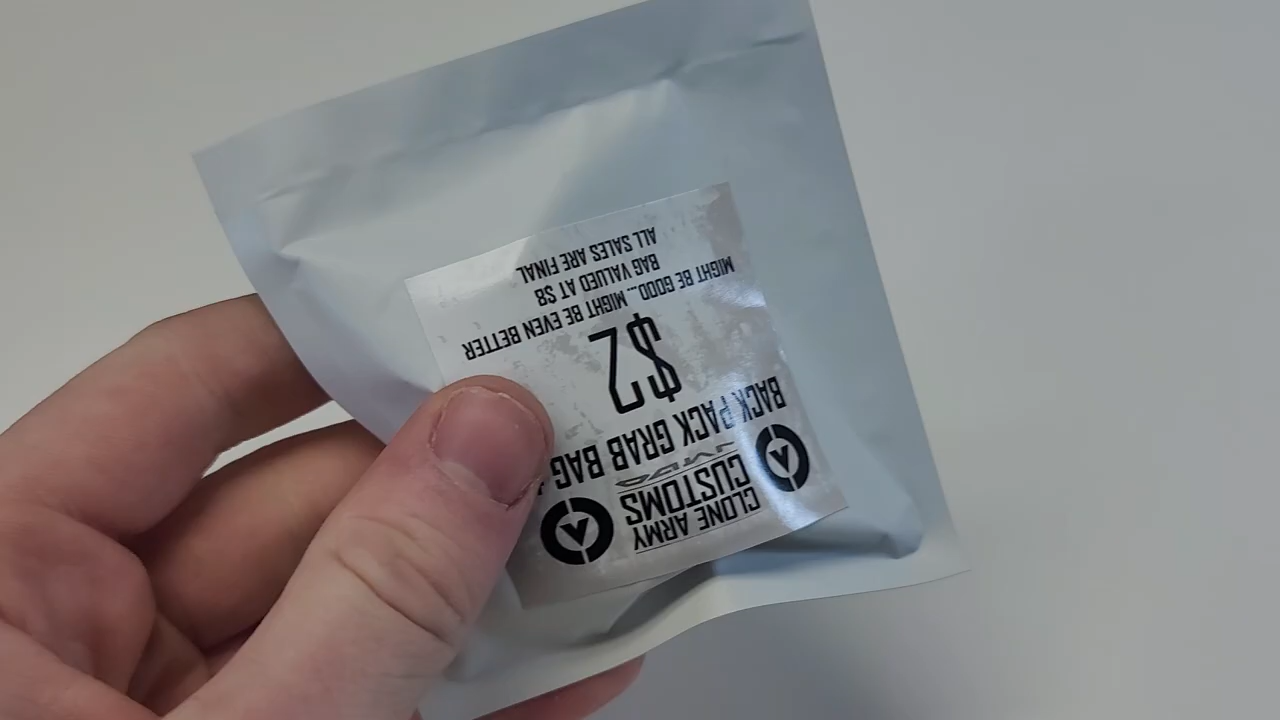 CLONE ARMY
CUSTOMS
BACK PACK GRAB BAG
$2
MIGHT BE GOOD... MIGHT BE EVEN BETTER
BAG VALUED AT $8
ALL SALES ARE FINAL